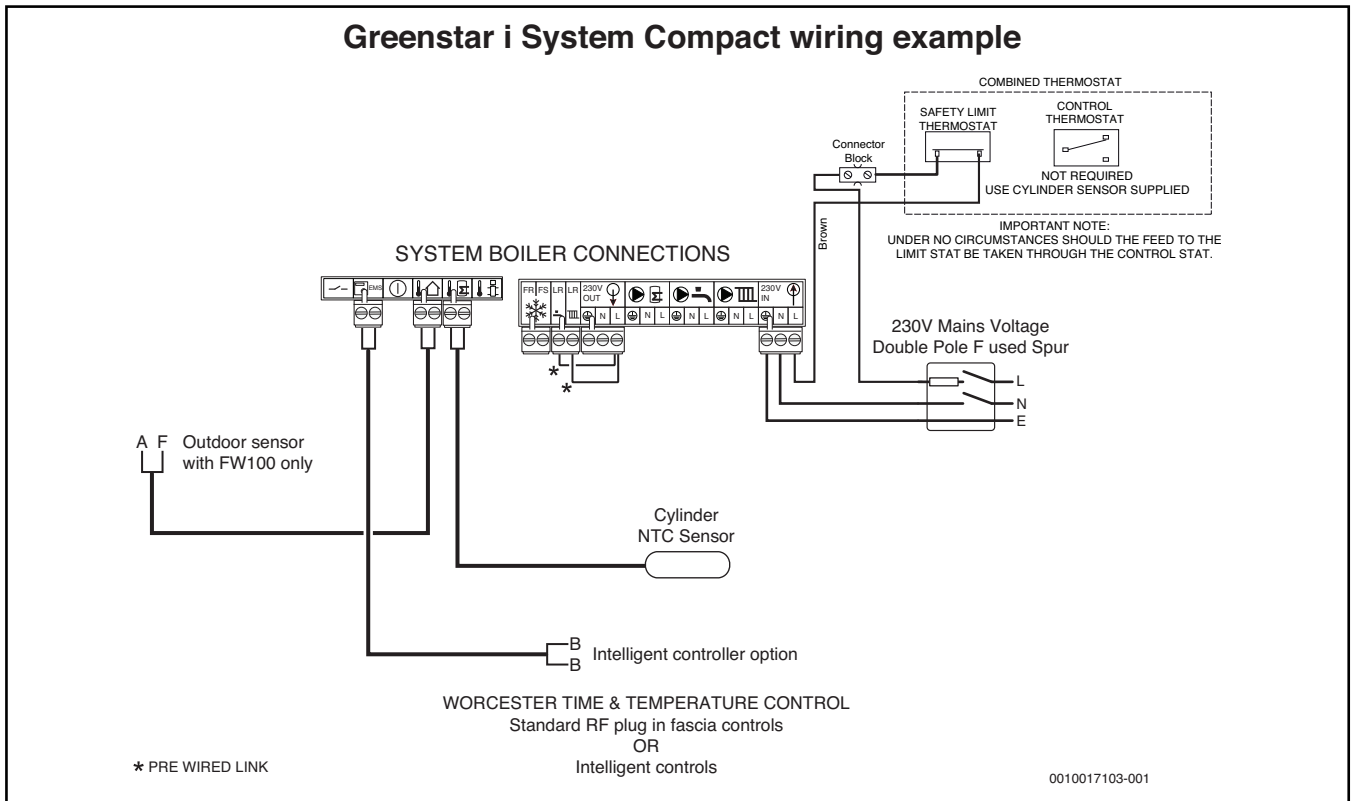 Greenstar i System Compact wiring example
COMBINED THERMOSTAT
SAFETY LIMIT
THERMOSTAT
CONTROL
THERMOSTAT
Connector
Block
NOT REQUIRED
USE CYLINDER SENSOR SUPPLIED
Brown
IMPORTANT NOTE:
UNDER NO CIRCUMSTANCES SHOULD THE FEED TO THE
LIMIT STAT BE TAKEN THROUGH THE CONTROL STAT.
SYSTEM BOILER CONNECTIONS
EMS
FR FS LR LR 230V OUT 230V IN
N L N L N L N L N L
*
*
230V Mains Voltage
Double Pole F used Spur
L
N
E
A F Outdoor sensor
with FW100 only
Cylinder
NTC Sensor
B
B
Intelligent controller option
WORCESTER TIME & TEMPERATURE CONTROL
Standard RF plug in fascia controls
OR
Intelligent controls
* PRE WIRED LINK
0010017103-001